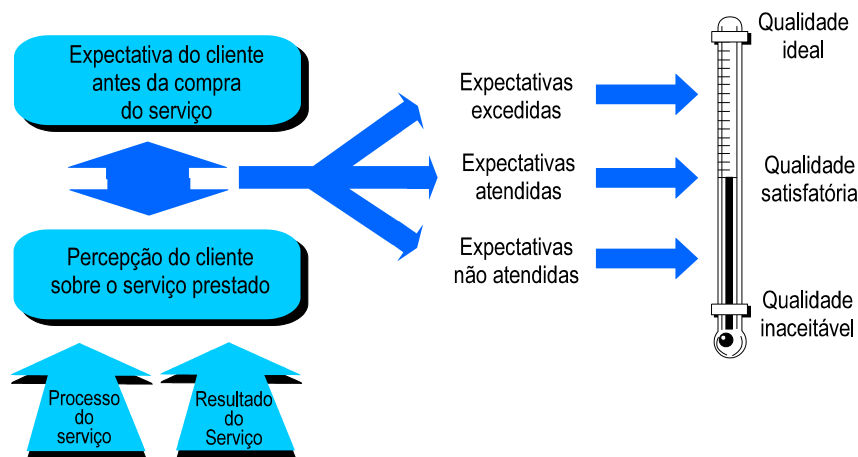 Expectativa do cliente
antes da compra
do serviço
Percepção do cliente
sobre o serviço prestado
Processo
do
serviço
Resultado
do
Serviço
Expectativas
excedidas
Expectativas
atendidas
Expectativas
não atendidas
Qualidade
ideal
Qualidade
satisfatória
Qualidade
inaceitável